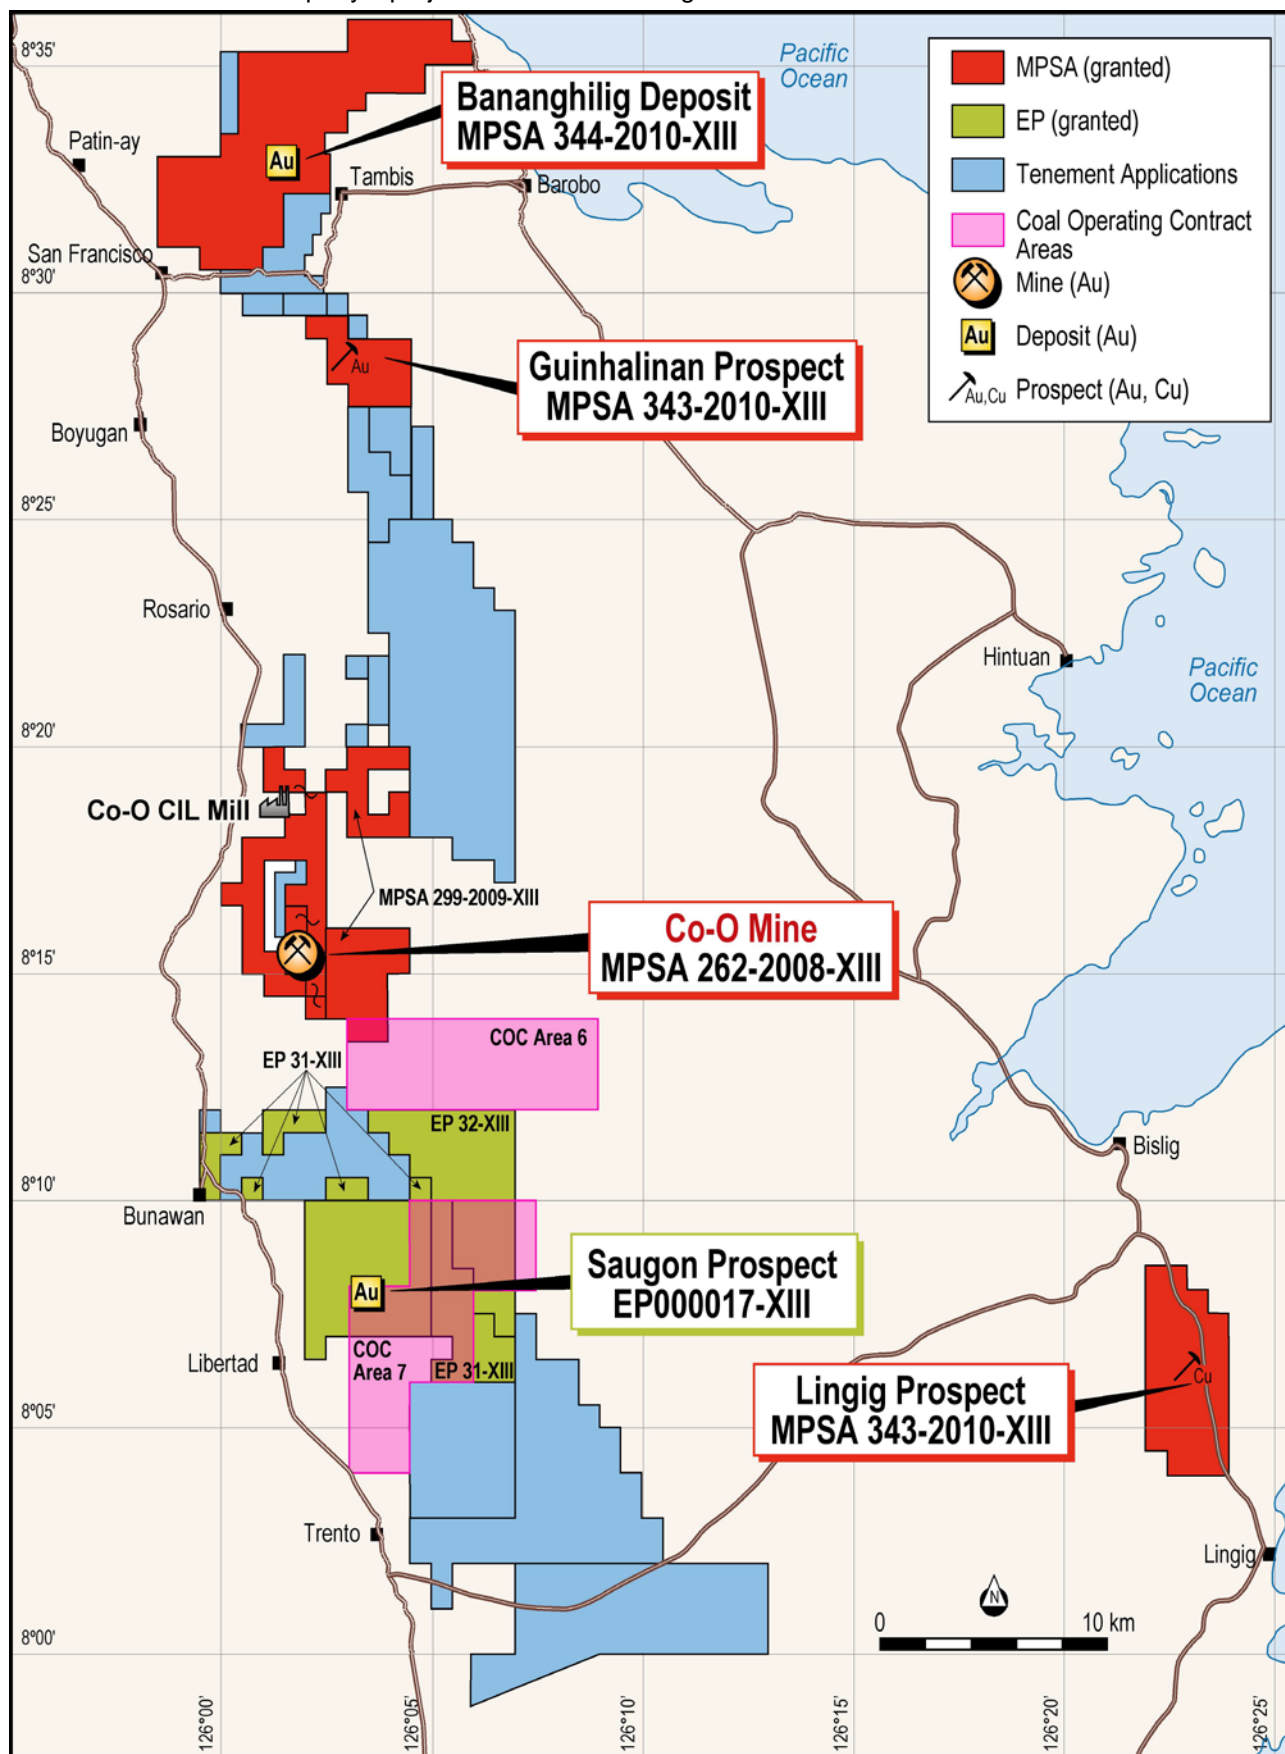 8°35'
Pacific
Ocean
MPSA (granted)
EP (granted)
Tenement Applications
Coal Operating Contract
Areas
Mine (Au)
Au
Deposit (Au)
Au,Cu
Prospect (Au, Cu)
Bananghilig Deposit
MPSA 344-2010-XIII
Patin-ay
Au
Tambis
Barobo
San Francisco
8°30'
Guinhalinan Prospect
MPSA 343-2010-XIII
Au
Boyugan
8°25'
Rosario
Hintuan
Pacific
Ocean
8°20'
Co-O CIL Mill
MPSA 299-2009-XIII
Co-O Mine
MPSA 262-2008-XIII
8°15'
COC Area 6
EP 31-XIII
EP 32-XIII
Bislig
8°10'
Bunawan
Saugon Prospect
EP000017-XIII
Au
COC
Area 7
EP 31-XIII
Libertad
Lingig Prospect
MPSA 343-2010-XIII
Cu
8°05'
Trento
Lingig
N
0
10 km
8°00'
126°00'
126°05'
126°10'
126°15'
126°20'
126°25'